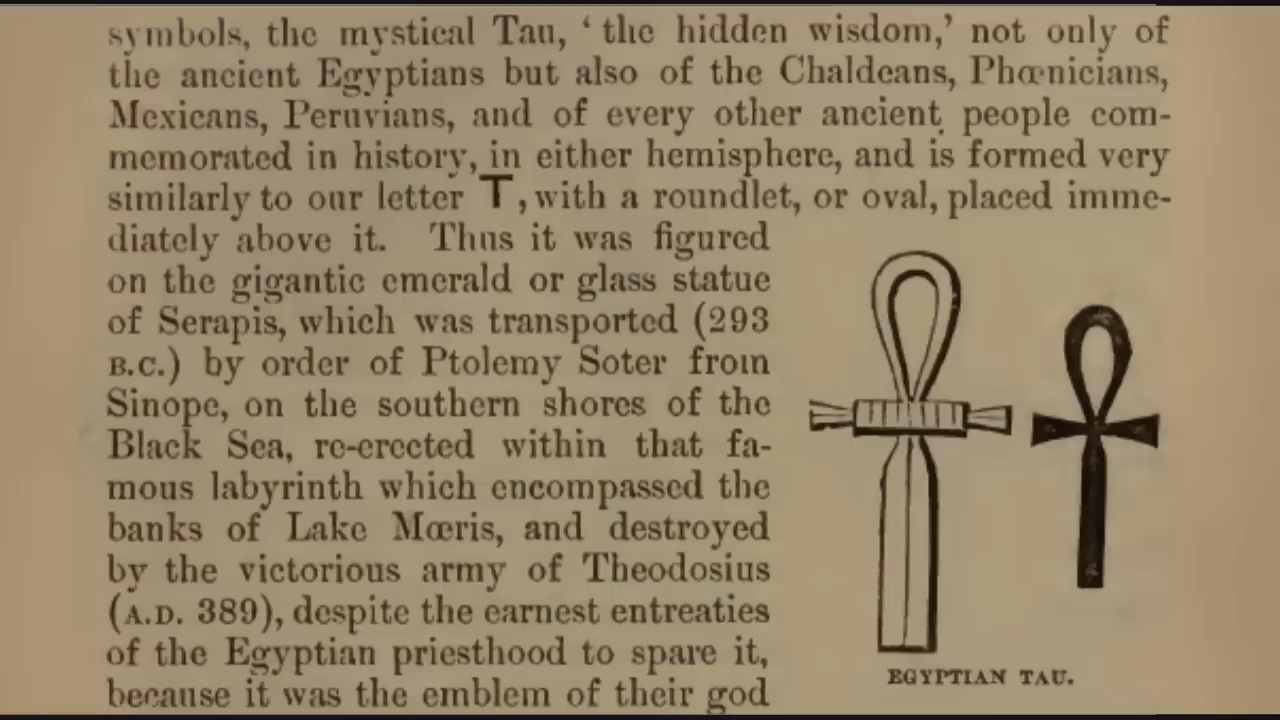 symbols, the mystical Tau, ‘the hidden wisdom,’ not only of
the ancient Egyptians but also of the Chaldeans, Phœnicians,
Mexicans, Peruvians, and of every other ancient people com-
memorated in history, in either hemisphere, and is formed very
similarly to our letter T, with a roundlet, or oval, placed imme-
diately above it. Thus it was figured
on the gigantic emerald or glass statue
of Serapis, which was transported (293
B.C.) by order of Ptolemy Soter from
Sinope, on the southern shores of the
Black Sea, re-erected within that fa-
mous labyrinth which encompassed the
banks of Lake Mœris, and destroyed
by the victorious army of Theodosius
(A.D. 389), despite the earnest entreaties
of the Egyptian priesthood to spare it,
because it was the emblem of their god
EGYPTIAN TAU.